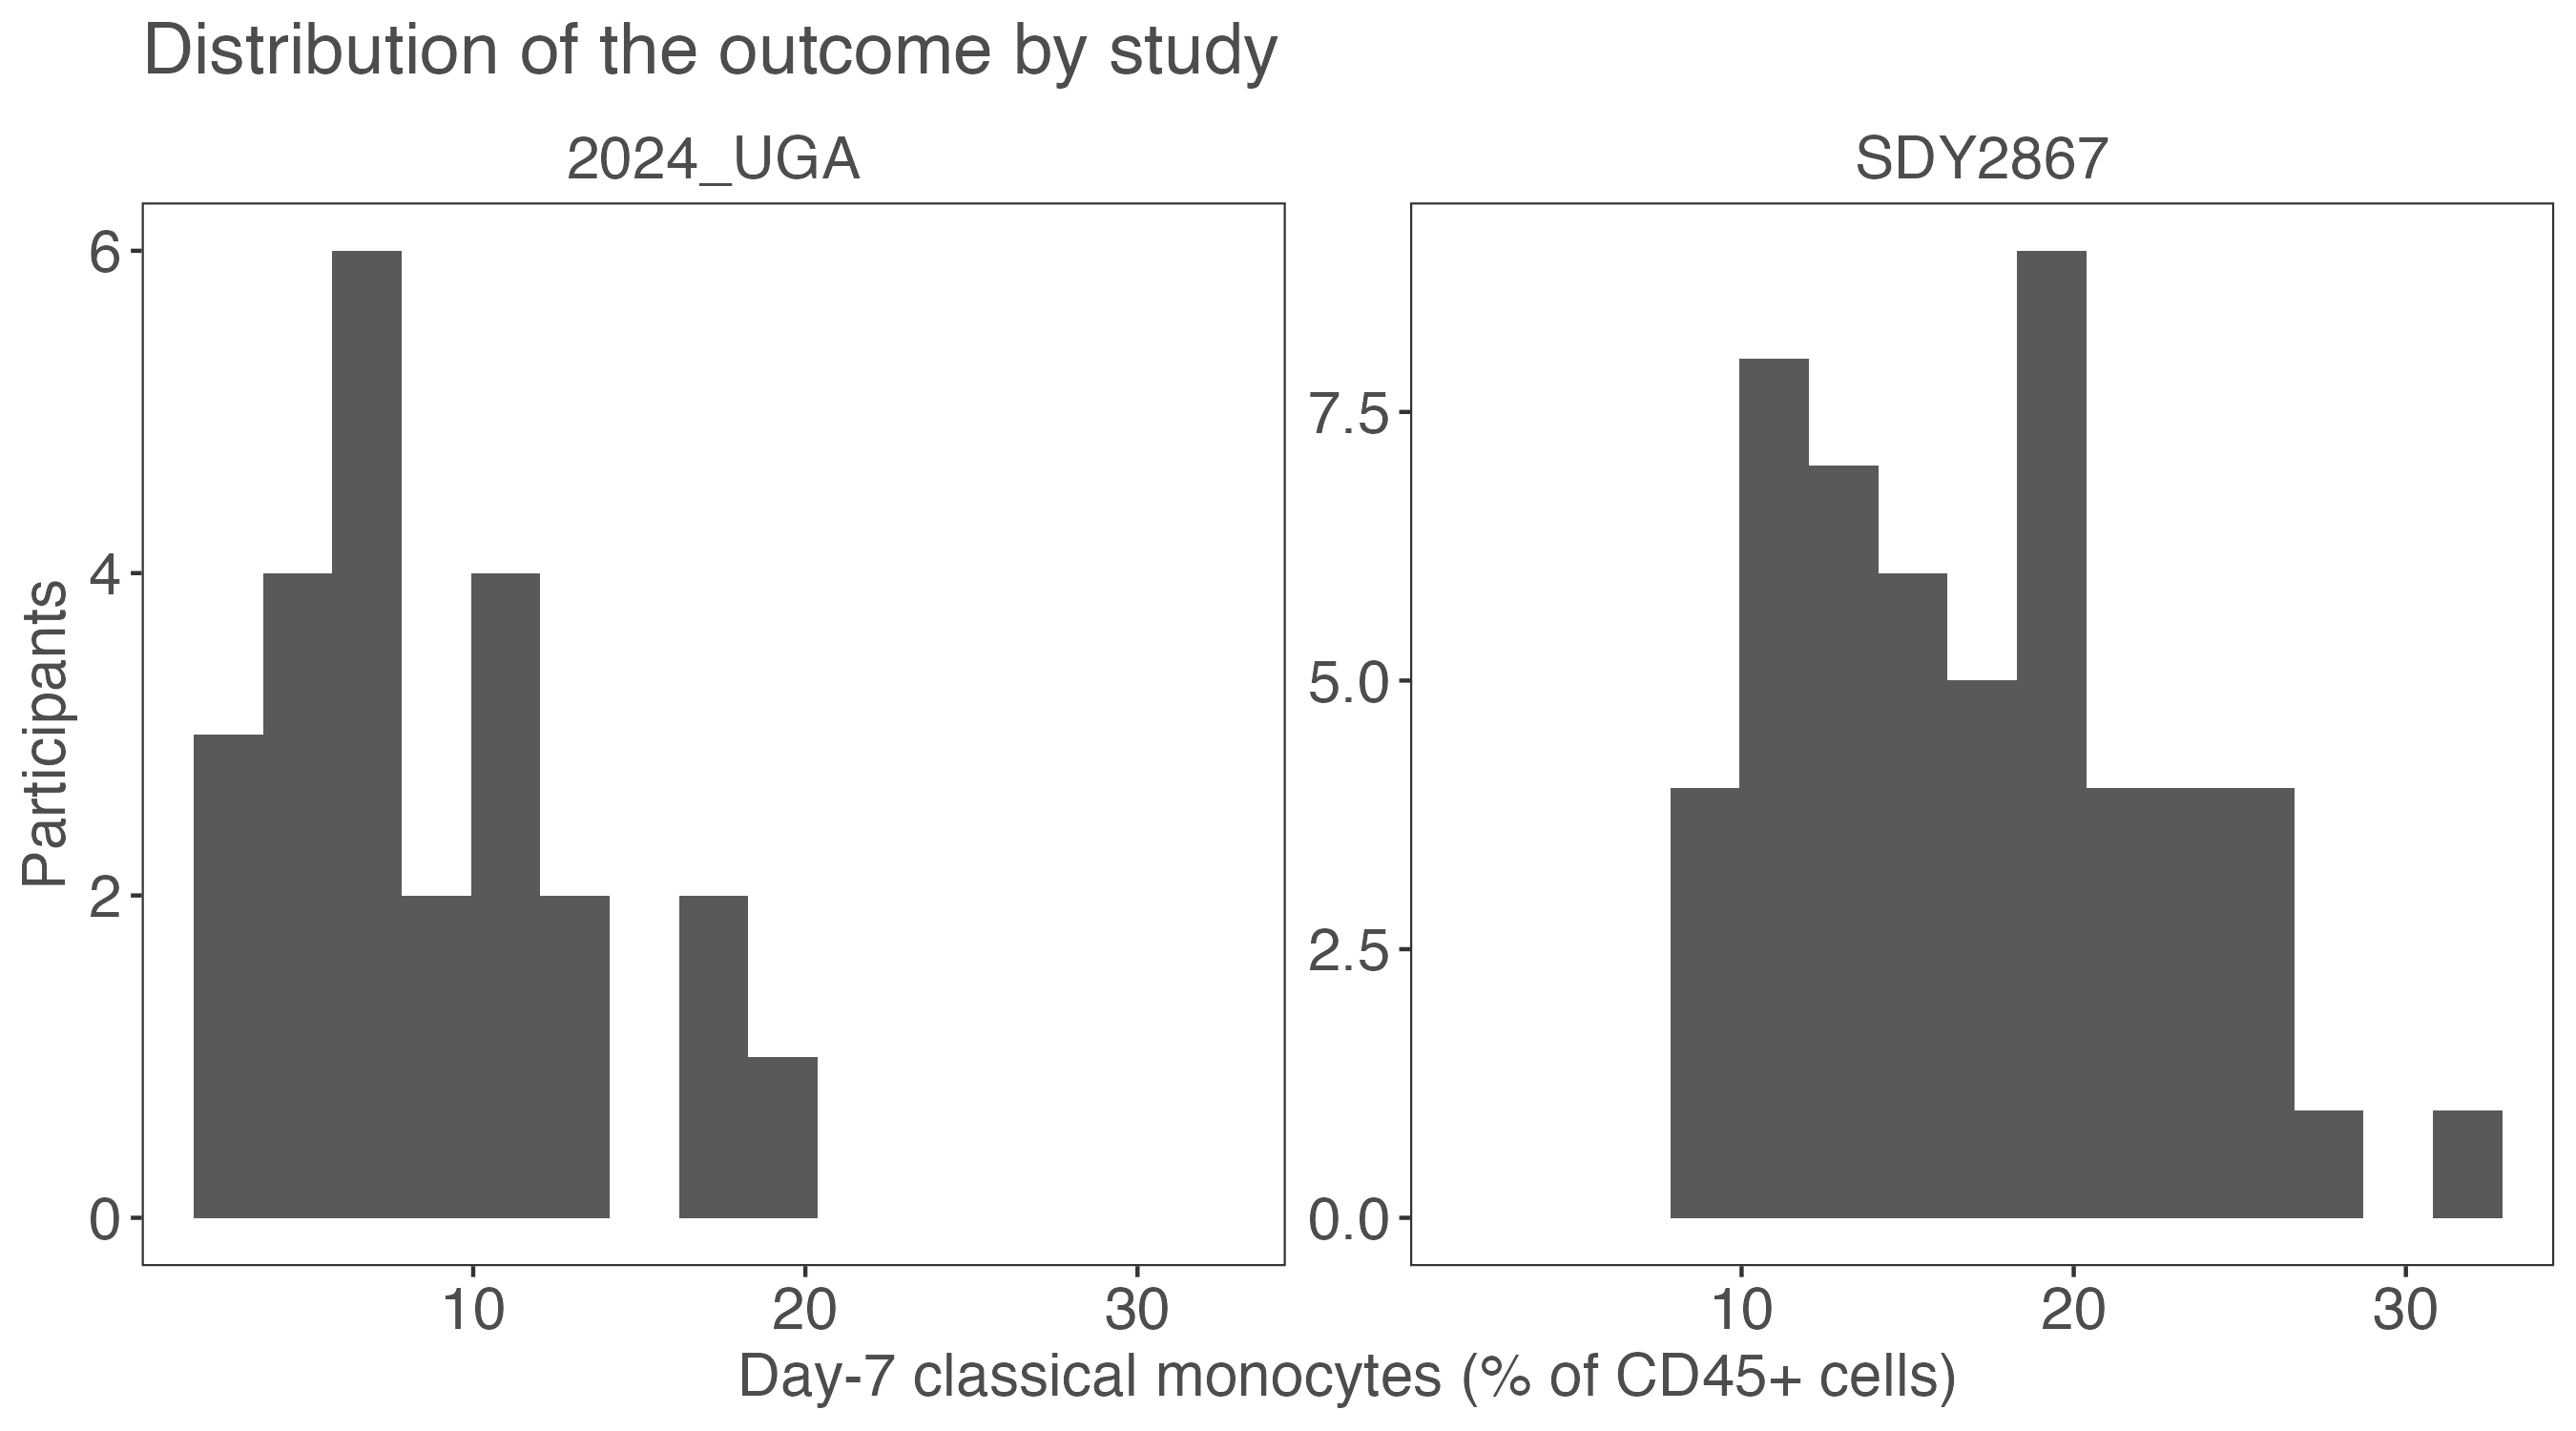 Distribution of the outcome by study
2024_UGA
SDY2867
Participants
6
4
2
0
7.5
5.0
2.5
0.0
10 20 30
10 20 30
Day-7 classical monocytes (% of CD45+ cells)